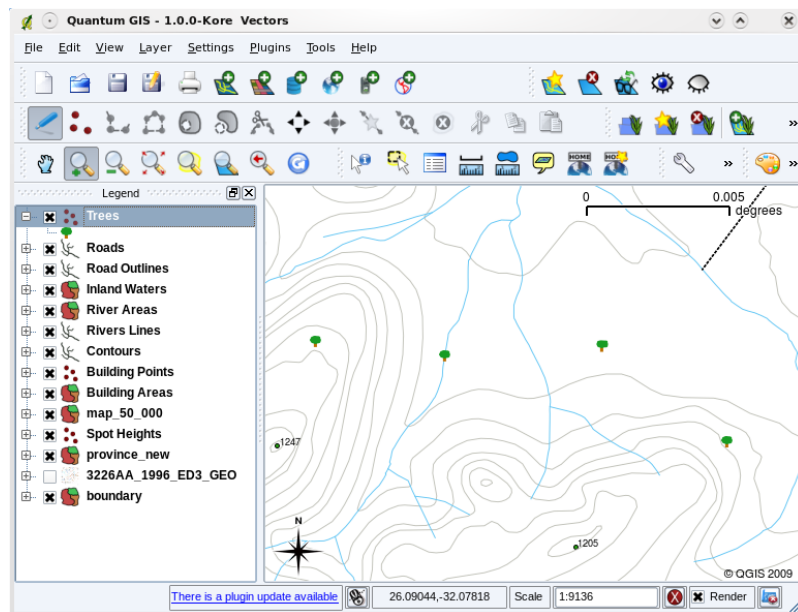 Quantum GIS - 1.0.0-Kore Vectors
File Edit View Layer Settings Plugins Tools Help
HOME HO
Legend
Trees
Roads
Road Outlines
Inland Waters
River Areas
Rivers Lines
Contours
Building Points
Building Areas
map_50_000
Spot Heights
province_new
3226AA_1996_ED3_GEO
boundary
0 0.005
degrees
1247
1205
N
© QGIS 2009
There is a plugin update available 26.09044,-32.07818 Scale 1:9136 Render